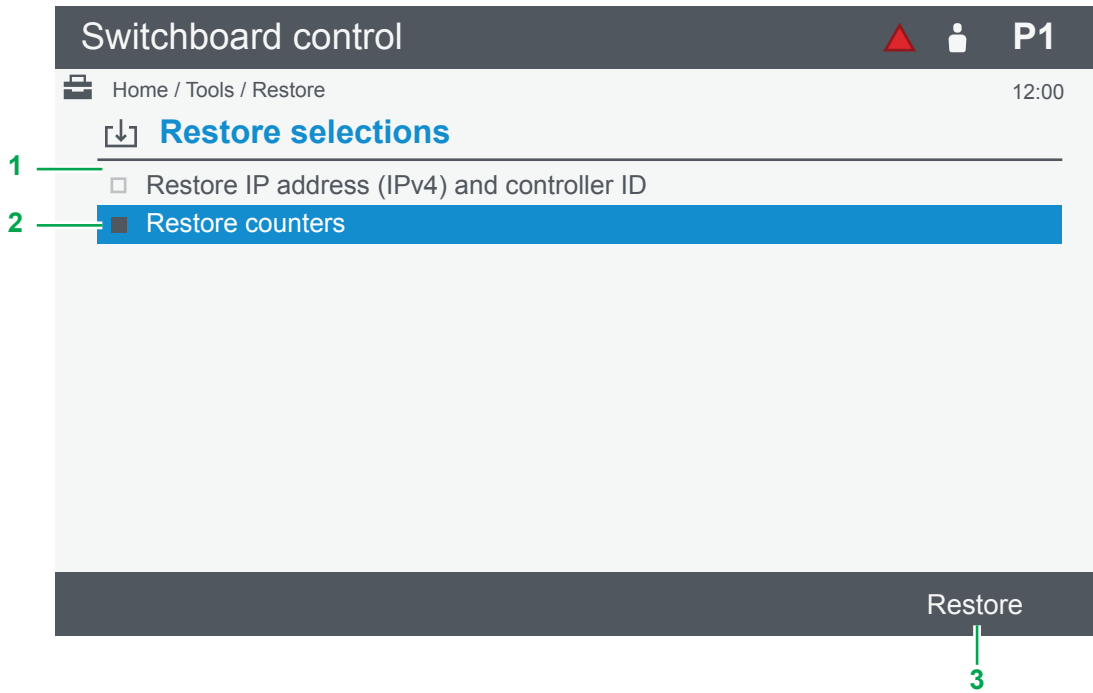 Switchboard control
P1
Home / Tools / Restore
12:00
Restore selections
1
Restore IP address (IPv4) and controller ID
2
Restore counters
Restore
3